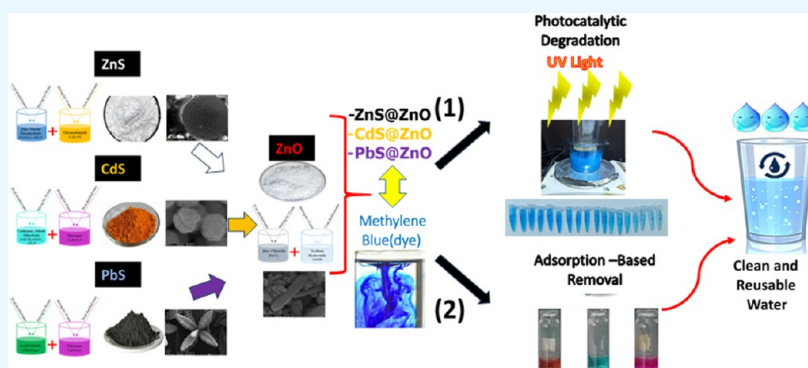 ZnS
CdS
PbS
ZnO
-ZnS@ZnO
-CdS@ZnO
-PbS@ZnO
(1)
Methylene
Blue(dye)
(2)
Photocatalytic
Degradation
UV Light
Adsorption –Based
Removal
Clean and
Reusable
Water